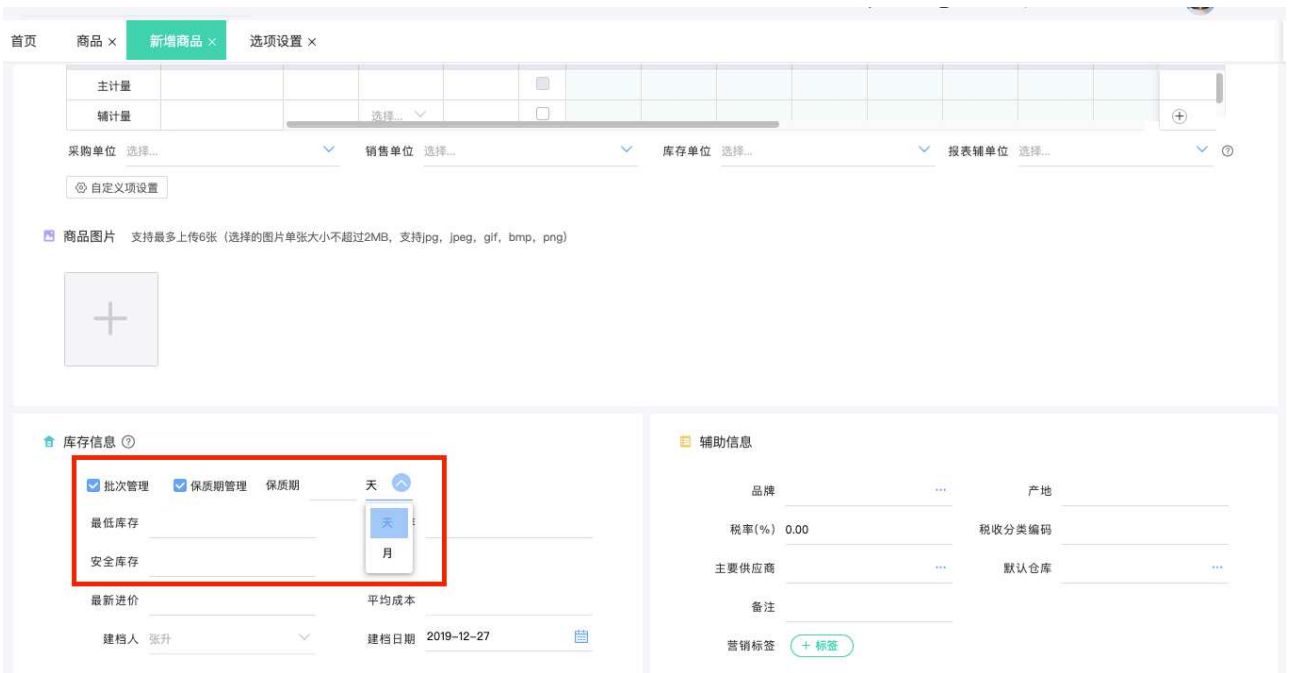 首页 商品 × 新增商品 × 选项设置 ×
主计量
辅计量 选择...
采购单位 选择... 销售单位 选择... 库存单位 选择... 报表辅单位 选择...
自定义项设置
商品图片 支持最多上传6张（选择的图片单张大小不超过2MB，支持jpg，jpeg，gif，bmp，png）
库存信息
批次管理 保质期管理 保质期 天
天
月
最低库存
安全库存
最新进价 平均成本
建档人 张升 建档日期 2019-12-27
辅助信息
品牌 ... 产地
税率(%) 0.00 税收分类编码
主要供应商 ... 默认仓库 ...
备注
营销标签 + 标签